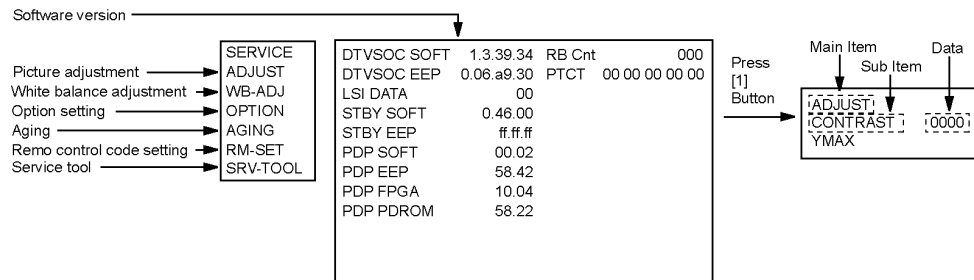 Software version
Picture adjustment
White balance adjustment
Option setting
Aging
Remo control code setting
Service tool
SERVICE
ADJUST
WB-ADJ
OPTION
AGING
RM-SET
SRV-TOOL
DTVSOC SOFT 1.3.39.34 RB Cnt 000
DTVSOC EEP 0.06.a9.30 PTCT 00 00 00 00 00
LSI DATA 00
STBY SOFT 0.46.00
STBY EEP ff.ff.ff
PDP SOFT 00.02
PDP EEP 58.42
PDP FPGA 10.04
PDP PDROM 58.22
Press
[1]
Button
Main Item
Sub Item
Data
ADJUST
CONTRAST 0000
YMAX